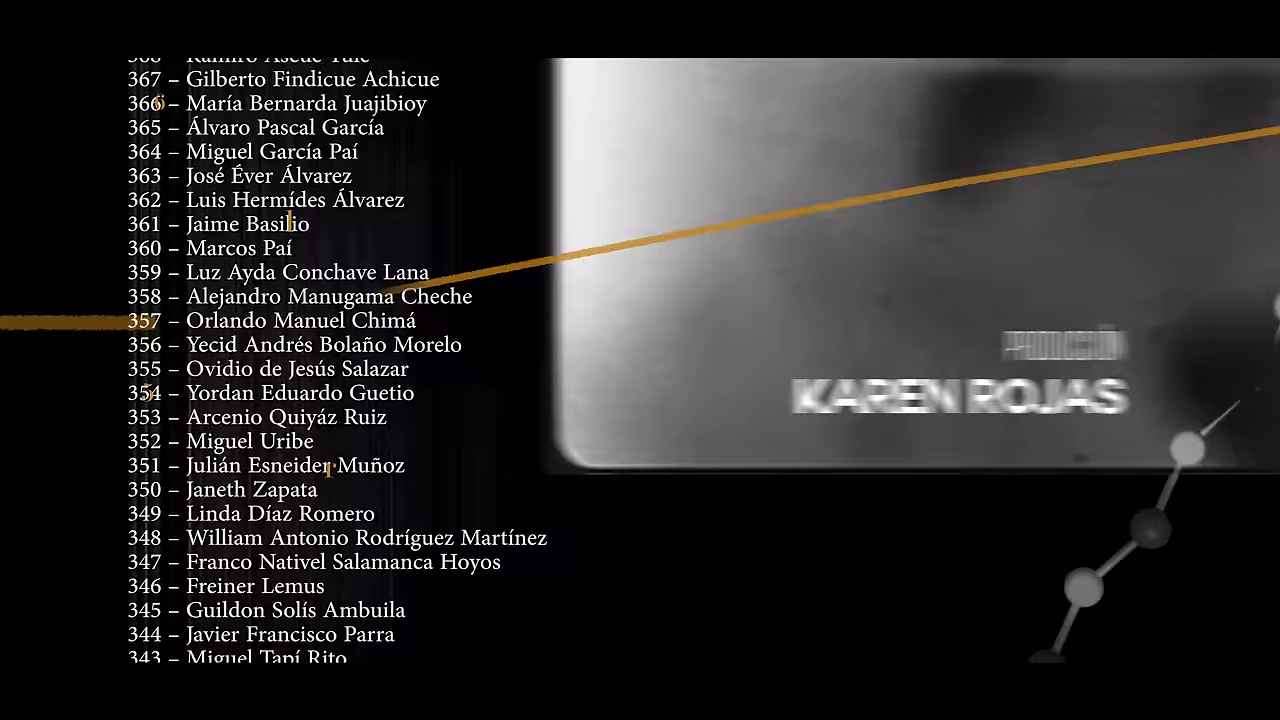 367 – Gilberto Findicue Achicue
366 – María Bernarda Juajibioy
365 – Álvaro Pascal García
364 – Miguel García Paí
363 – José Éver Álvarez
362 – Luis Hermídes Álvarez
361 – Jaime Basilio
360 – Marcos Paí
359 – Luz Ayda Conchave Lana
358 – Alejandro Manugama Cheche
357 – Orlando Manuel Chimá
356 – Yecid Andrés Bolaño Morelo
355 – Ovidio de Jesús Salazar
354 – Yordan Eduardo Guetio
353 – Arcenio Quiyáz Ruiz
352 – Miguel Uribe
351 – Julián Esneider Muñoz
350 – Janeth Zapata
349 – Linda Díaz Romero
348 – William Antonio Rodríguez Martínez
347 – Franco Nativel Salamanca Hoyos
346 – Freiner Lemus
345 – Guildon Solís Ambuila
344 – Javier Francisco Parra
343 – Miguel Tapí Rito
PRODUCCIÓN
KAREN ROJAS